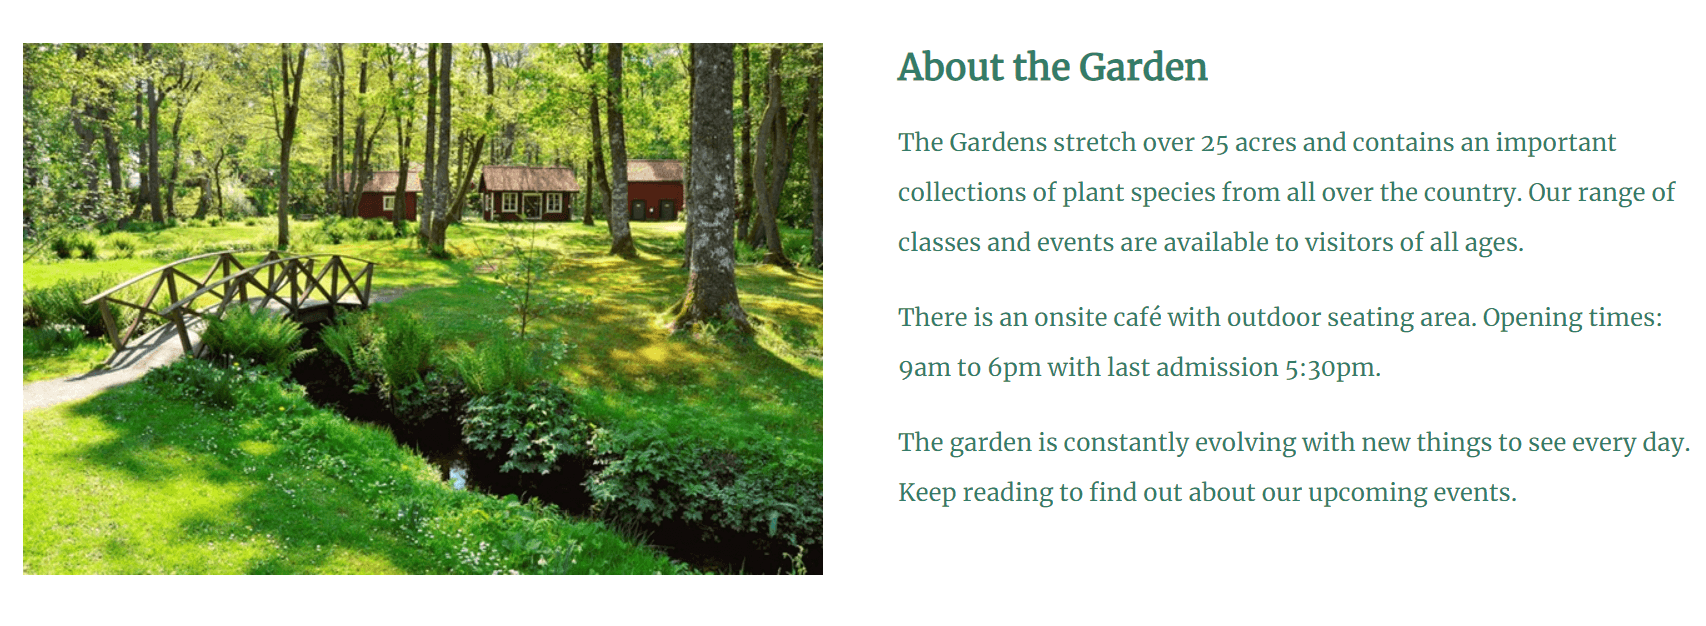 About the Garden
The Gardens stretch over 25 acres and contains an important
collections of plant species from all over the country. Our range of
classes and events are available to visitors of all ages.
There is an onsite café with outdoor seating area. Opening times:
9am to 6pm with last admission 5:30pm.
The garden is constantly evolving with new things to see every day.
Keep reading to find out about our upcoming events.